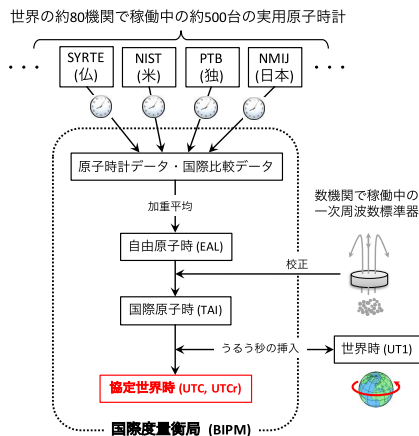 世界の約80機関で稼働中の約500台の実用原子時計
SYRTE
(仏)
NIST
(米)
PTB
(独)
NMIJ
(日本)
原子時計データ・国際比較データ
加重平均
数機関で稼働中の
一次周波数標準器
自由原子時 (EAL)
校正
国際原子時 (TAI)
うるう秒の挿入
世界時 (UT1)
協定世界時 (UTC, UTCr)
国際度量衡局 (BIPM)